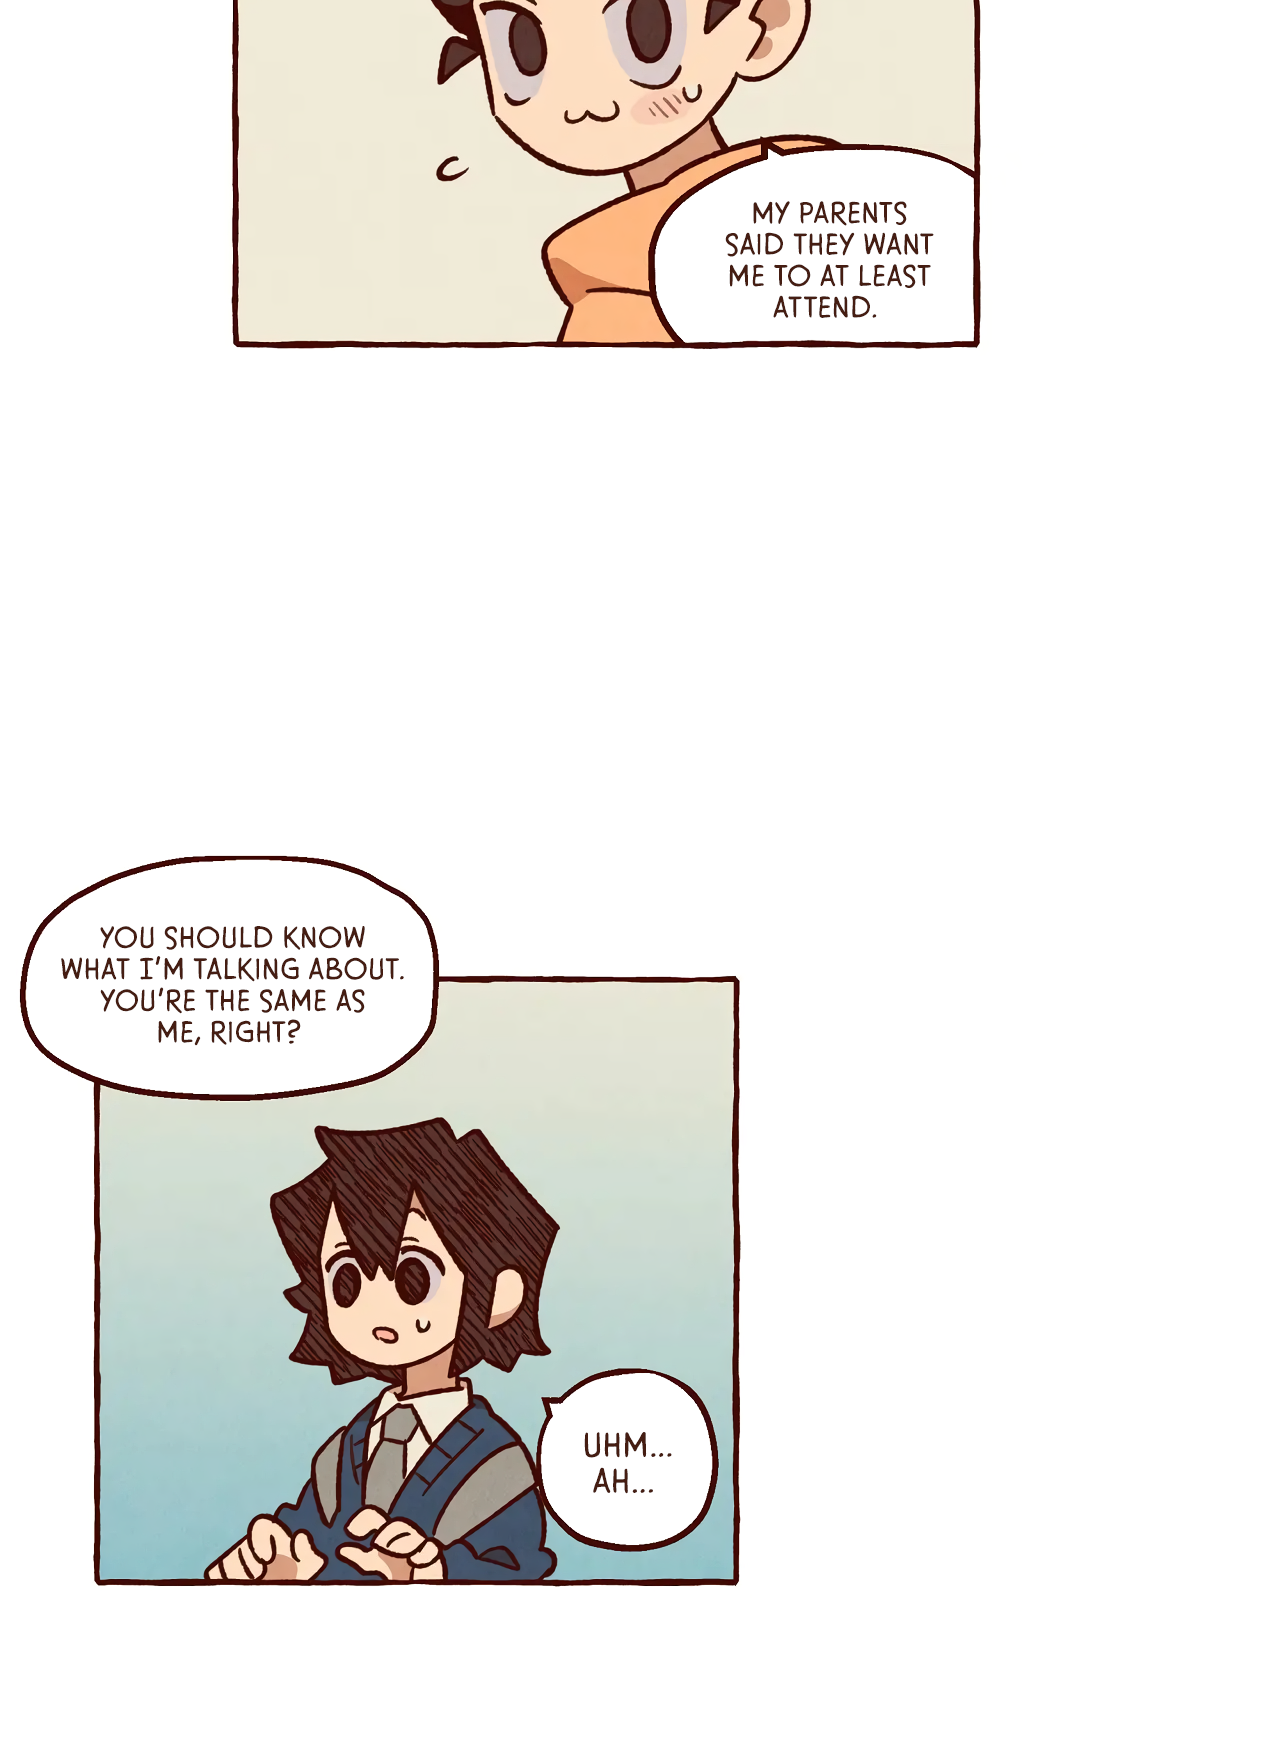 MY PARENTS
SAID THEY WANT
ME TO AT LEAST
ATTEND.
YOU SHOULD KNOW
WHAT I'M TALKING ABOUT.
YOU'RE THE SAME AS
ME, RIGHT?
UHM...
AH...